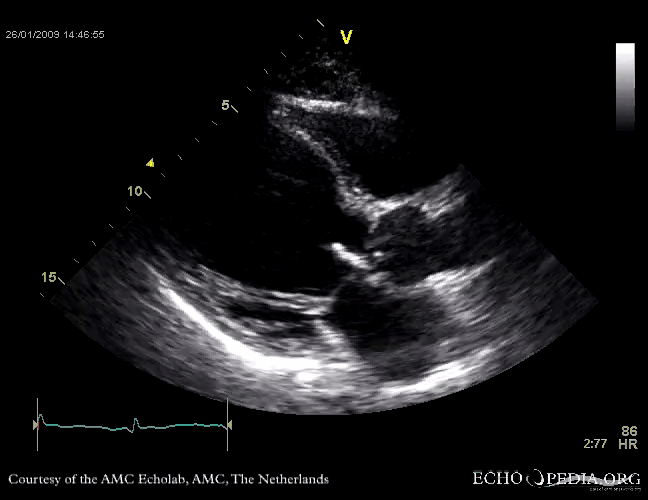 26/01/2009 14:46:55
V
5
10
15
86
2:77 HR
Courtesy of the AMC Echolab, AMC, The Netherlands
ECHOPEDIA.ORG